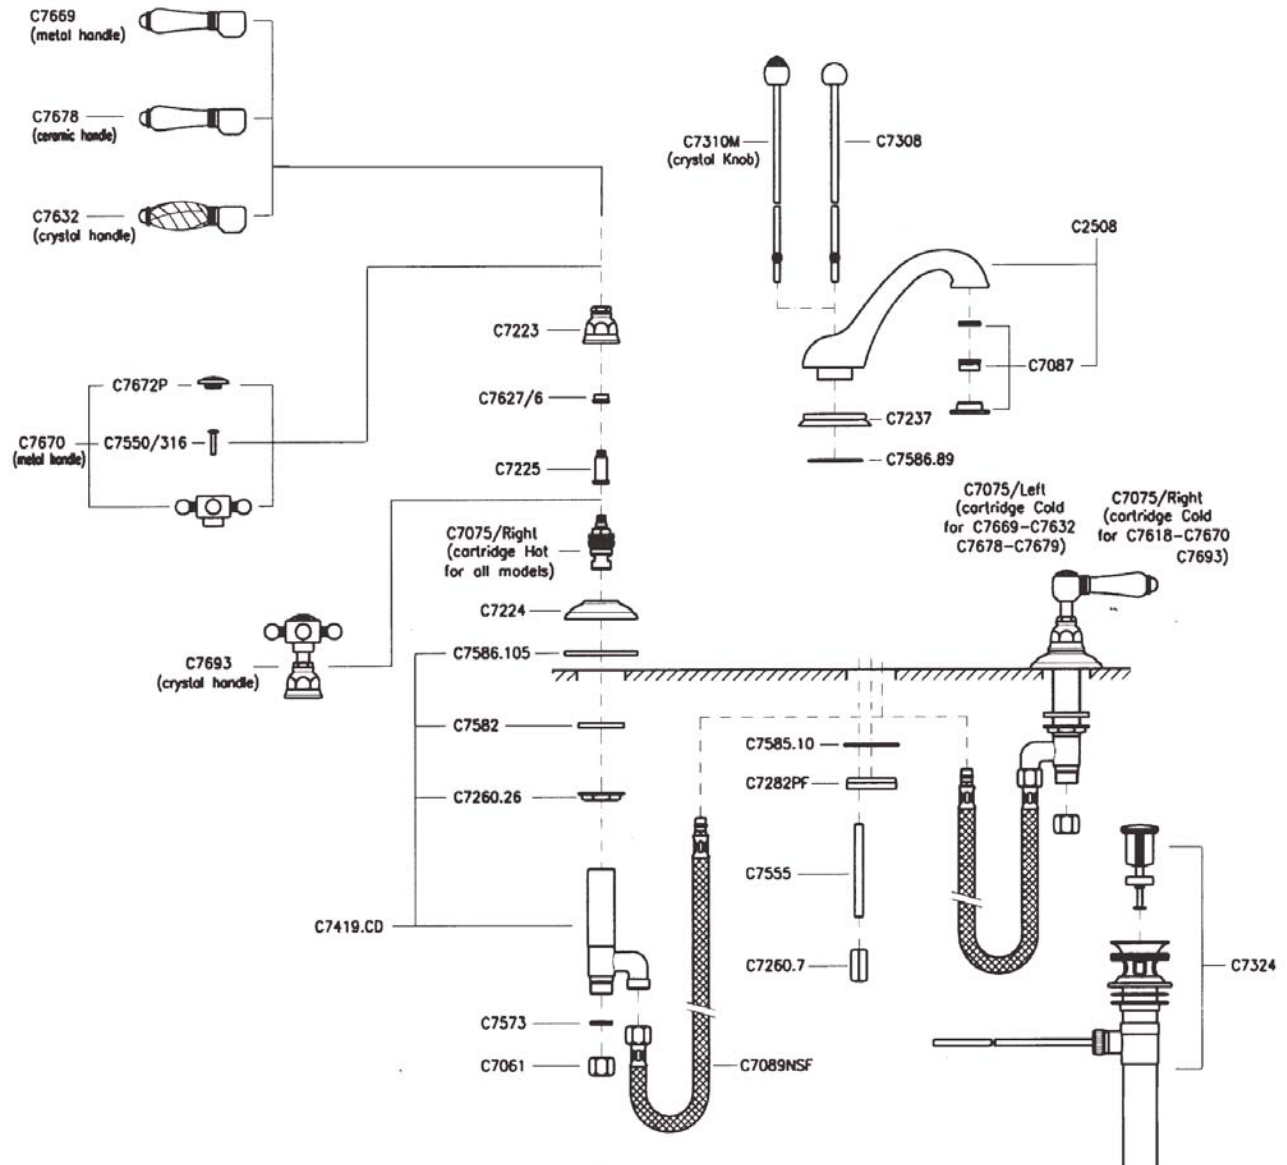 C7669
(metal handle)
C7678
(ceramic handle)
C7632
(crystal handle)
C7310M
(crystal Knob)
C7308
C2508
C7223
C7087
C7672P
C7627/6
C7237
C7670
(metal handle)
C7550/316
C7586.89
C7225
C7075/Left
(cartridge Cold
for C7669-C7632
C7678-C7679)
C7075/Right
(cartridge Cold
for C7618-C7670
C7693)
C7075/Right
(cartridge Hot
for all models)
C7224
C7586.105
C7693
(crystal handle)
C7582
C7585.10
C7282PF
C7260.26
C7555
C7419.CD
C7260.7
C7324
C7573
C7061
C7089NSF